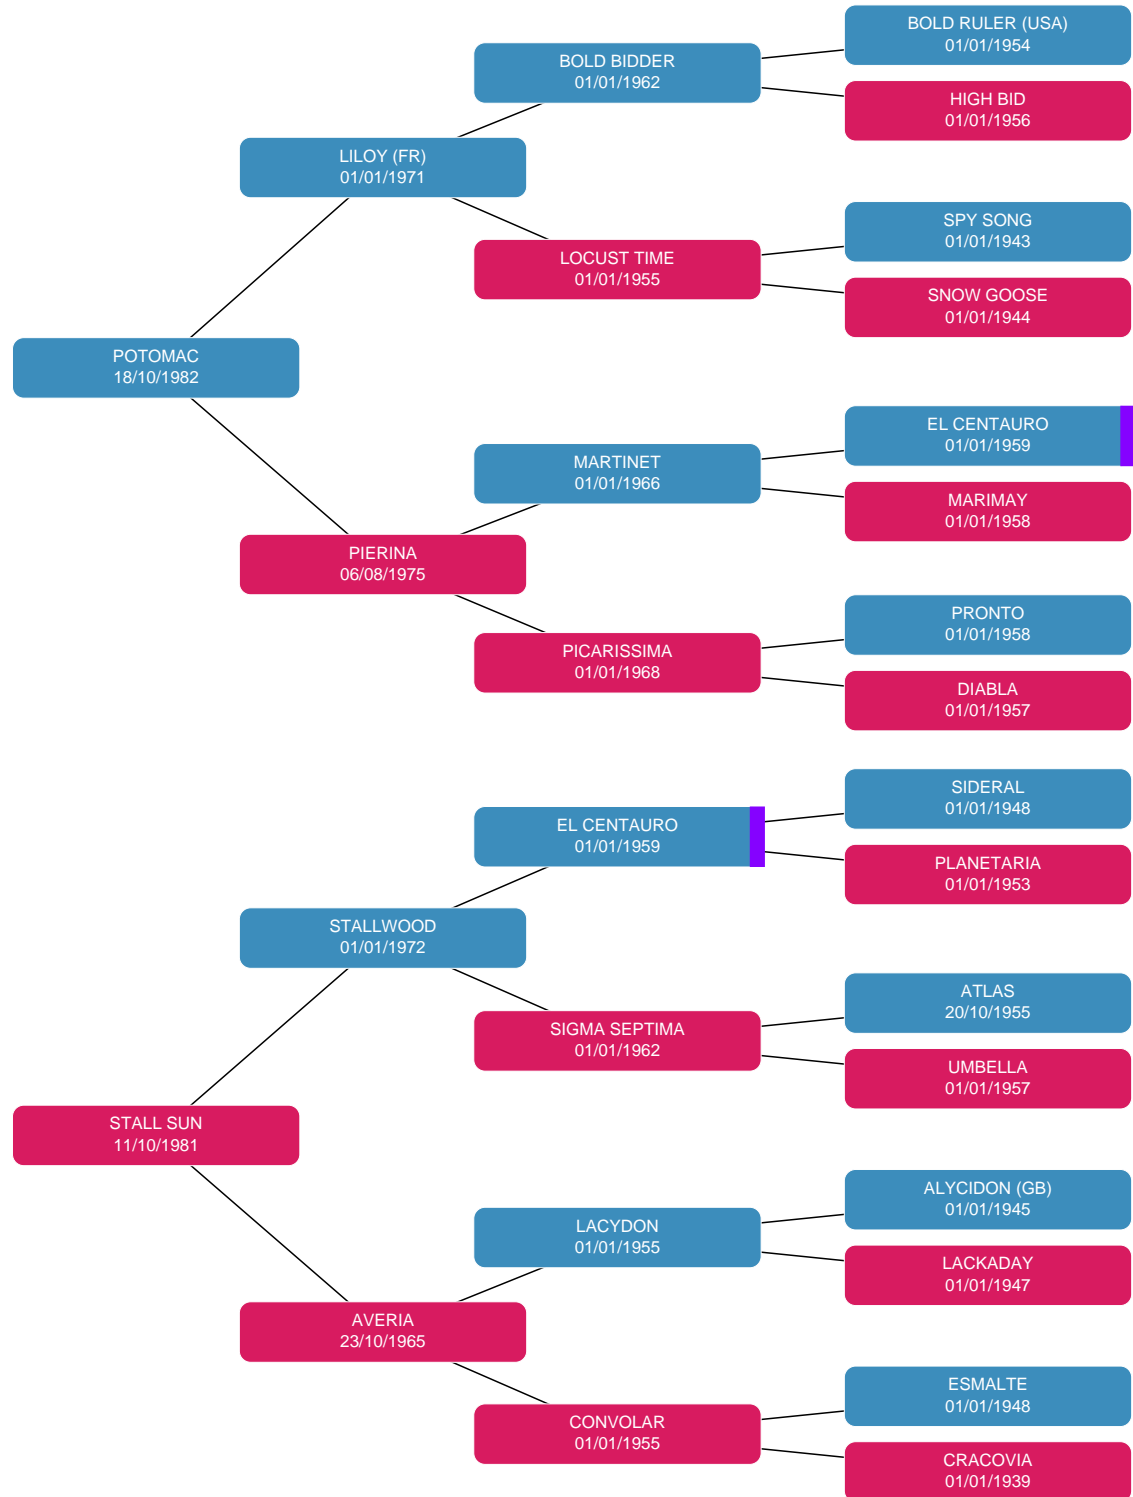 BOLD RULER (USA)
01/01/1954
BOLD BIDDER
01/01/1962
HIGH BID
01/01/1956
LILOY (FR)
01/01/1971
SPY SONG
01/01/1943
LOCUST TIME
01/01/1955
SNOW GOOSE
01/01/1944
POTOMAC
18/10/1982
EL CENTAURO
01/01/1959
MARTINET
01/01/1966
MARIMAY
01/01/1958
PIERINA
06/08/1975
PRONTO
01/01/1958
PICARISSIMA
01/01/1968
DIABLA
01/01/1957
SIDERAL
01/01/1948
EL CENTAURO
01/01/1959
PLANETARIA
01/01/1953
STALLWOOD
01/01/1972
ATLAS
20/10/1955
SIGMA SEPTIMA
01/01/1962
UMBELLA
01/01/1957
STALL SUN
11/10/1981
ALYCIDON (GB)
01/01/1945
LACYDON
01/01/1955
LACKADAY
01/01/1947
AVERIA
23/10/1965
ESMALTE
01/01/1948
CONVOLAR
01/01/1955
CRACOVIA
01/01/1939